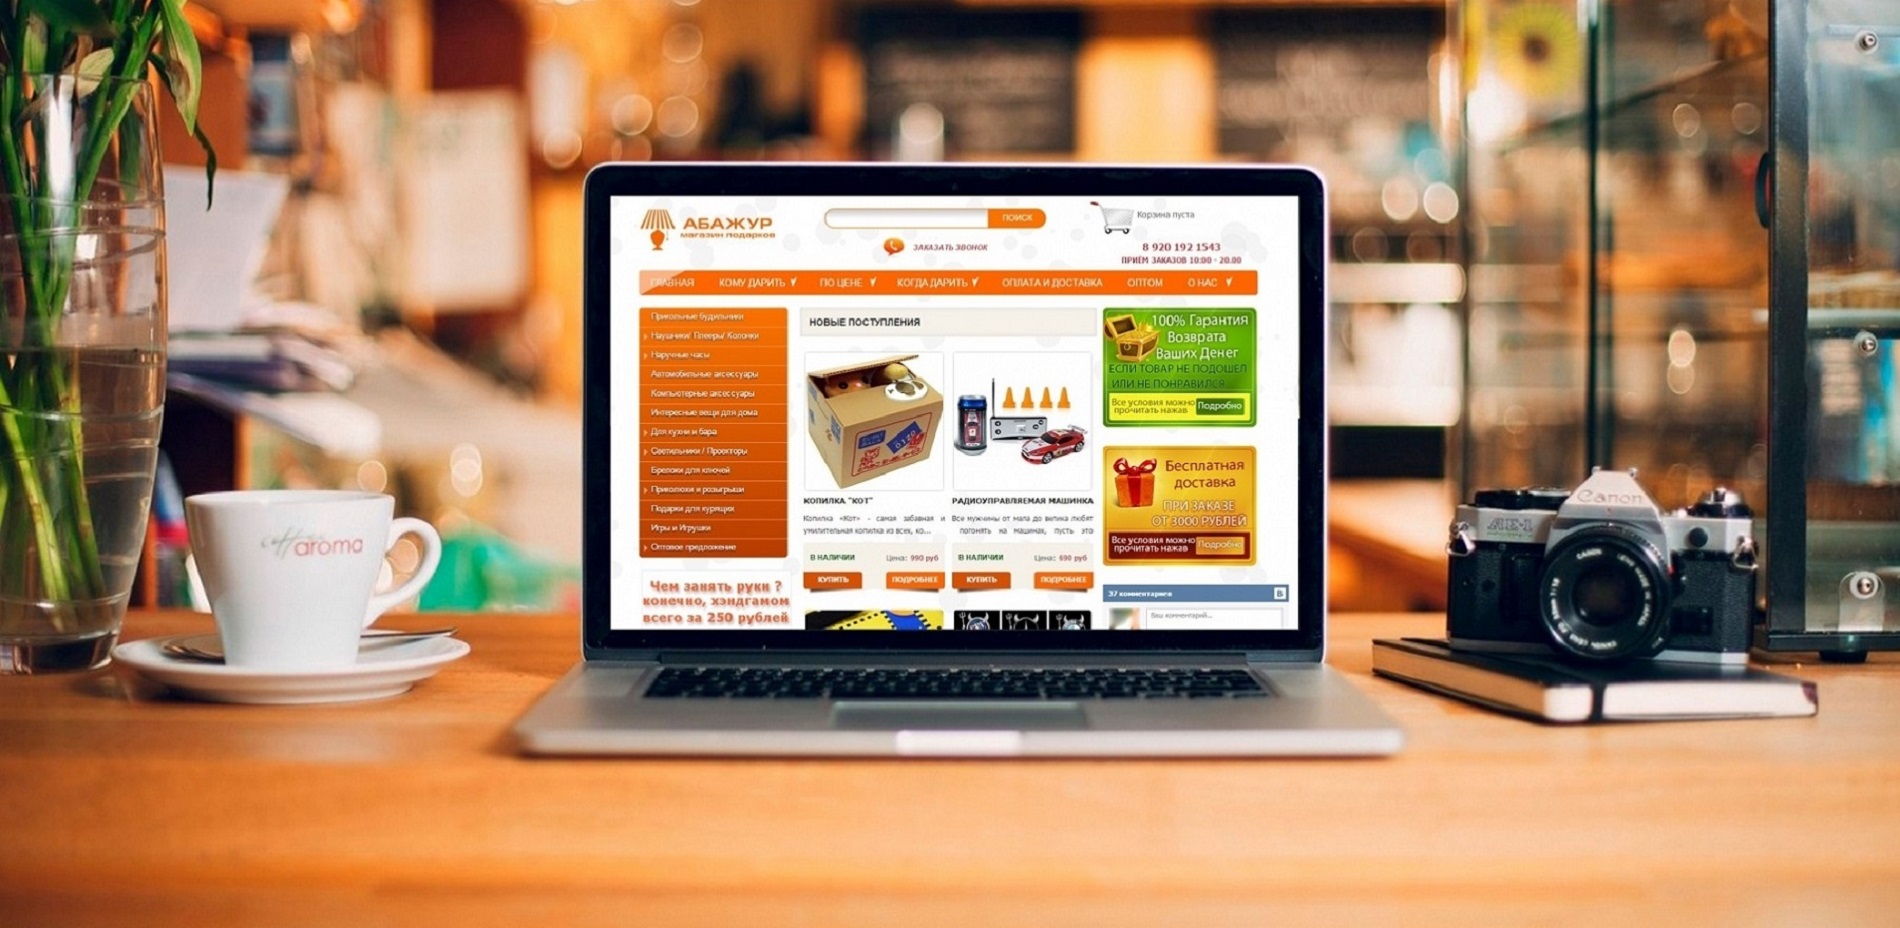 АБАЖУР
магазин подарков
ПОИСК
ЗАКАЗАТЬ ЗВОНОК
Корзина пуста
8 920 192 1543
ПРИЁМ ЗАКАЗОВ 10:00 - 20.00
ГЛАВНАЯ КОМУ ДАРИТЬ ПО ЦЕНЕ КОГДА ДАРИТЬ ОПЛАТА И ДОСТАВКА ОПТОМ О НАС
Прикольные будильники
Наушники/ Плееры/ Колонки
Наручные часы
Автомобильные аксессуары
Компьютерные аксессуары
Интересные вещи для дома
Для кухни и бара
Светильники / Проекторы
Брелоки для ключей
Приколюхи и розыгрыши
Подарки для курящих
Игры и Игрушки
Оптовое предложение
Чем занять руки ?
конечно, хэндгамом
всего за 250 рублей
НОВЫЕ ПОСТУПЛЕНИЯ
КОПИЛКА "КОТ"
Копилка «Кот» - самая забавная и
умилительная копилка из всех, ко...
В НАЛИЧИИ Цена: 990 руб
КУПИТЬ ПОДРОБНЕЕ
РАДИОУПРАВЛЯЕМАЯ МАШИНКА
Все мужчины от мала до велика любят
погонять на машинах, пусть это
В НАЛИЧИИ Цена: 690 руб
КУПИТЬ ПОДРОБНЕЕ
100% Гарантия
Возврата
Ваших Денег
ЕСЛИ ТОВАР НЕ ПОДОШЕЛ
ИЛИ НЕ ПОНРАВИЛСЯ...
Все условия можно
прочитать нажав Подробно
Бесплатная
доставка
ПРИ ЗАКАЗЕ
ОТ 3000 РУБЛЕЙ
Все условия можно
прочитать нажав Подробно
37 комментариев B
Ваш комментарий...
caffè aroma
Canon
AE-1